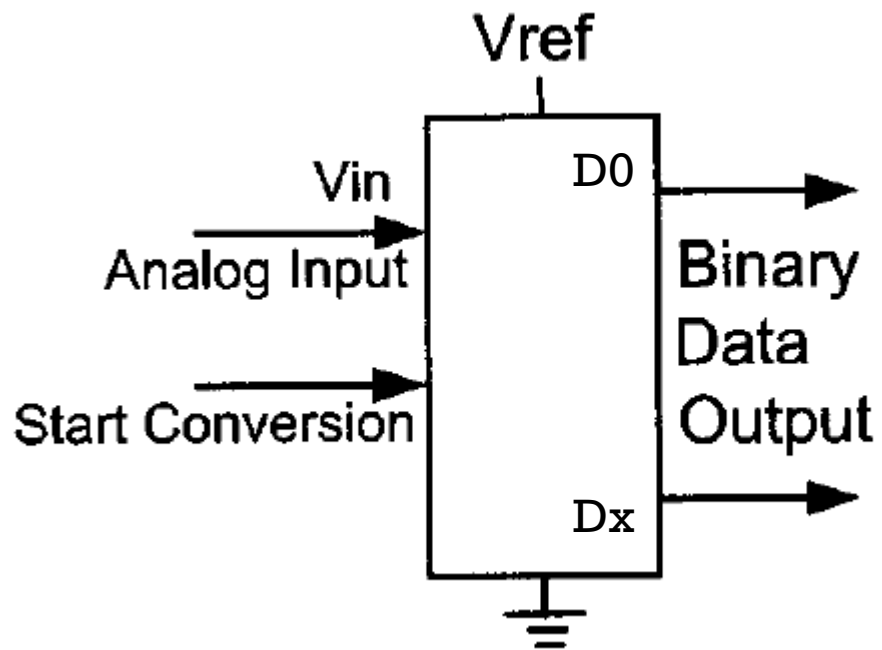 Vref
D0
Vin
Analog Input
Binary
Data
Output
Start Conversion
Dx